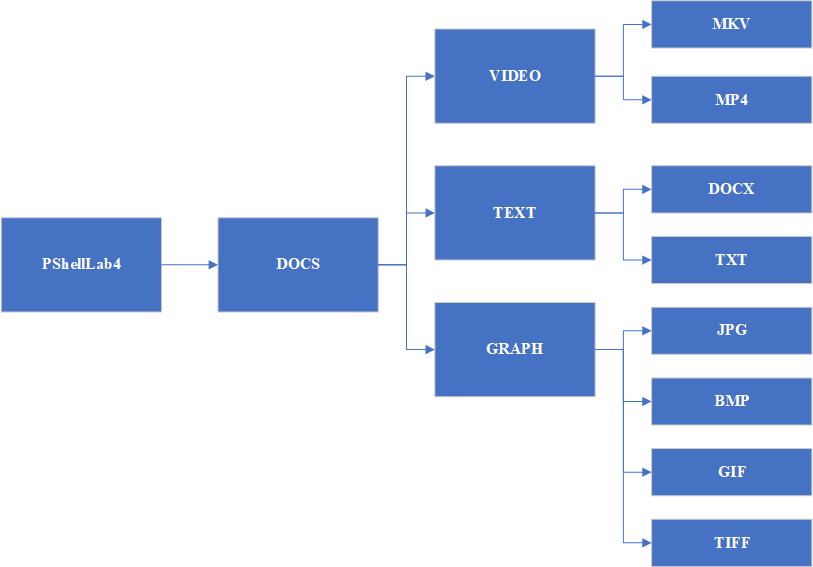 PShellLab4
DOCS
VIDEO
MKV
MP4
TEXT
DOCX
TXT
GRAPH
JPG
BMP
GIF
TIFF